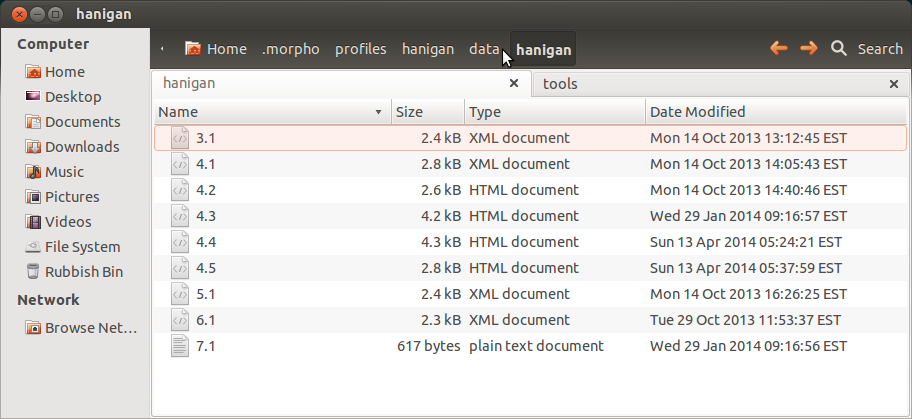 hanigan
Computer
Home
Desktop
Documents
Downloads
Music
Pictures
Videos
File System
Rubbish Bin
Network
Browse Net...
Home .morpho profiles hanigan data hanigan Search
hanigan tools
Name Size Type Date Modified
3.1 2.4 kB XML document Mon 14 Oct 2013 13:12:45 EST
4.1 2.8 kB XML document Mon 14 Oct 2013 14:05:43 EST
4.2 2.6 kB HTML document Mon 14 Oct 2013 14:40:46 EST
4.3 4.2 kB HTML document Wed 29 Jan 2014 09:16:57 EST
4.4 4.3 kB HTML document Sun 13 Apr 2014 05:24:21 EST
4.5 2.8 kB HTML document Sun 13 Apr 2014 05:37:59 EST
5.1 2.4 kB XML document Mon 14 Oct 2013 16:26:25 EST
6.1 2.3 kB XML document Tue 29 Oct 2013 11:53:37 EST
7.1 617 bytes plain text document Wed 29 Jan 2014 09:16:56 EST